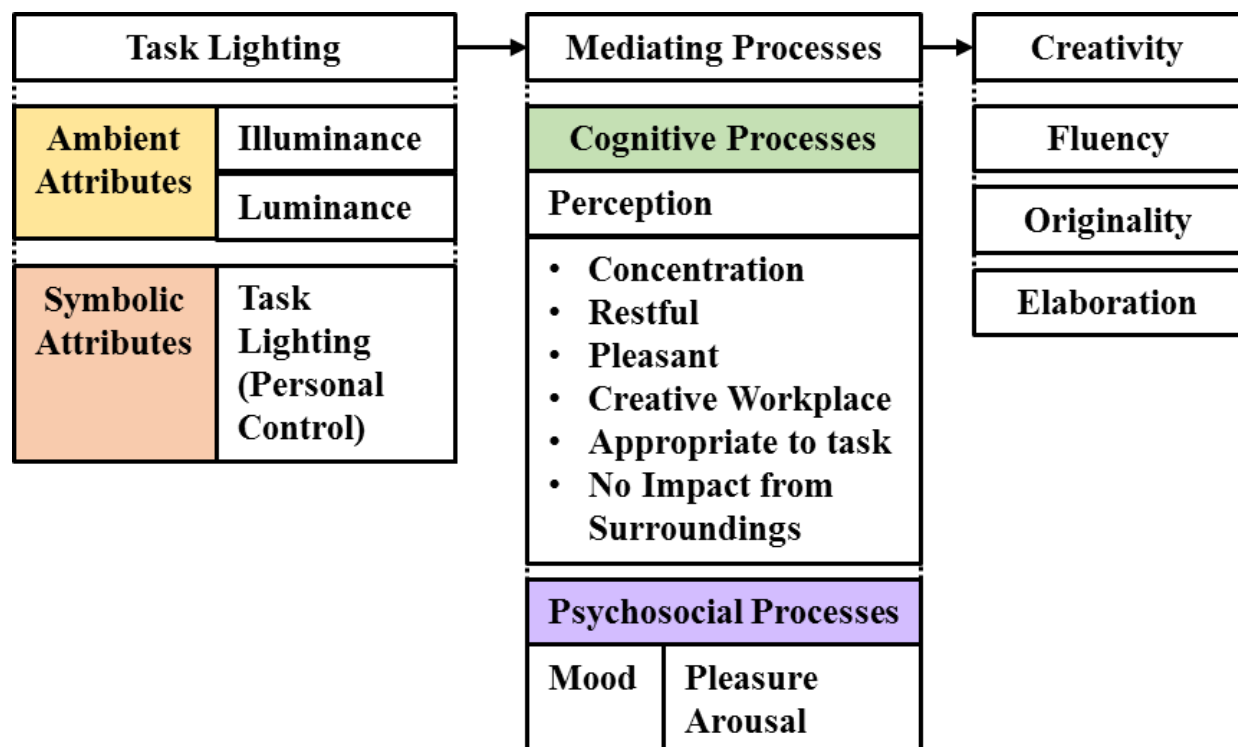 Task Lighting
Ambient
Attributes
Illuminance
Luminance
Symbolic
Attributes
Task
Lighting
(Personal
Control)
Mediating Processes
Cognitive Processes
Perception
• Concentration
• Restful
• Pleasant
• Creative Workplace
• Appropriate to task
• No Impact from
Surroundings
Psychosocial Processes
Mood
Pleasure
Arousal
Creativity
Fluency
Originality
Elaboration